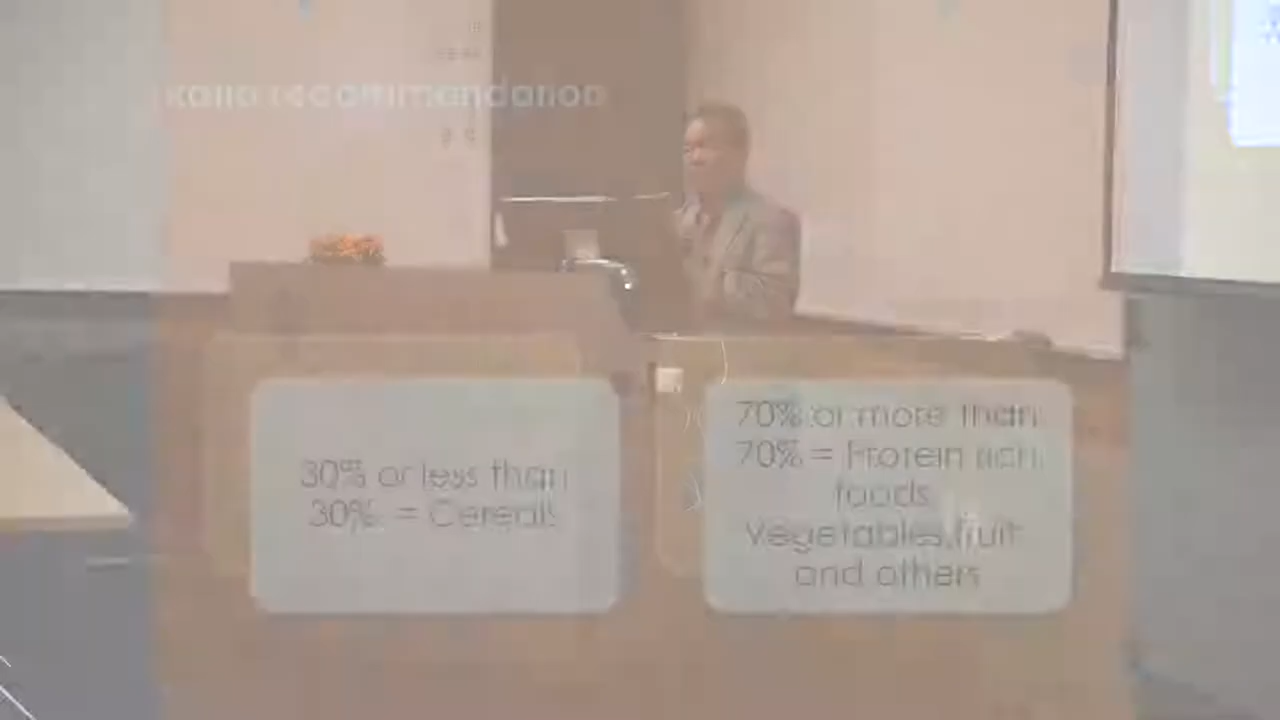 recommendation
30% or less than
30% = Cereals
70% or more than
70% = Protein rich
foods
Vegetables,fruit
and others